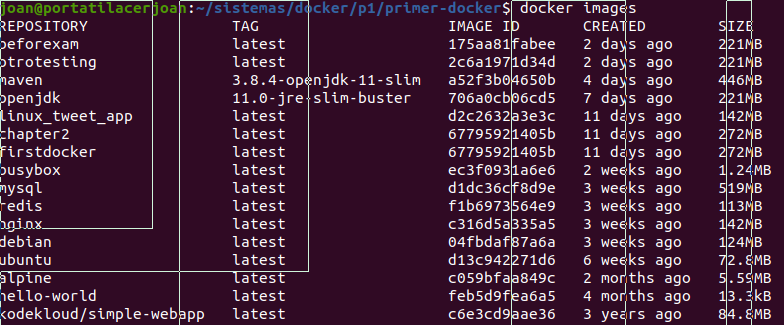 joan@portatilacerjoan:~/sistemas/docker/p1/primer-docker$ docker images
REPOSITORY TAG IMAGE ID CREATED SIZE
beforexam latest 175aa81fabee 2 days ago 221MB
otrotesting latest 2c6a1971d34d 2 days ago 221MB
maven 3.8.4-openjdk-11-slim a52f3b04650b 4 days ago 446MB
openjdk 11.0-jre-slim-buster 706a0cb06cd5 7 days ago 221MB
linux_tweet_app latest d2c2632a3e3c 11 days ago 142MB
chapter2 latest 67795921405b 11 days ago 272MB
firstdocker latest 67795921405b 11 days ago 272MB
busybox latest ec3f0931a6e6 2 weeks ago 1.24MB
mysql latest d1dc36cf8d9e 3 weeks ago 519MB
redis latest f1b6973564e9 3 weeks ago 113MB
nginx latest c316d5a335a5 3 weeks ago 142MB
debian latest 04fbdaf87a6a 3 weeks ago 124MB
ubuntu latest d13c942271d6 6 weeks ago 72.8MB
alpine latest c059bfaa849c 2 months ago 5.59MB
hello-world latest feb5d9fea6a5 4 months ago 13.3kB
kodekloud/simple-webapp latest c6e3cd9aae36 3 years ago 84.8MB